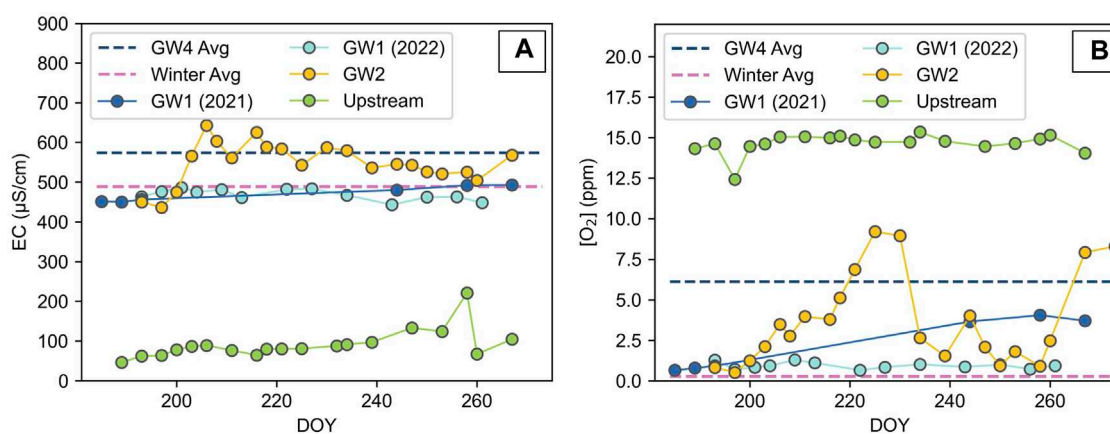 A
GW4 Avg
Winter Avg
GW1 (2021)
GW1 (2022)
GW2
Upstream
900
800
700
600
500
400
300
200
100
0
EC (µS/cm)
200
220
240
260
DOY
B
GW4 Avg
Winter Avg
GW1 (2021)
GW1 (2022)
GW2
Upstream
20.0
17.5
15.0
12.5
10.0
7.5
5.0
2.5
0.0
[O₂] (ppm)
200
220
240
260
DOY